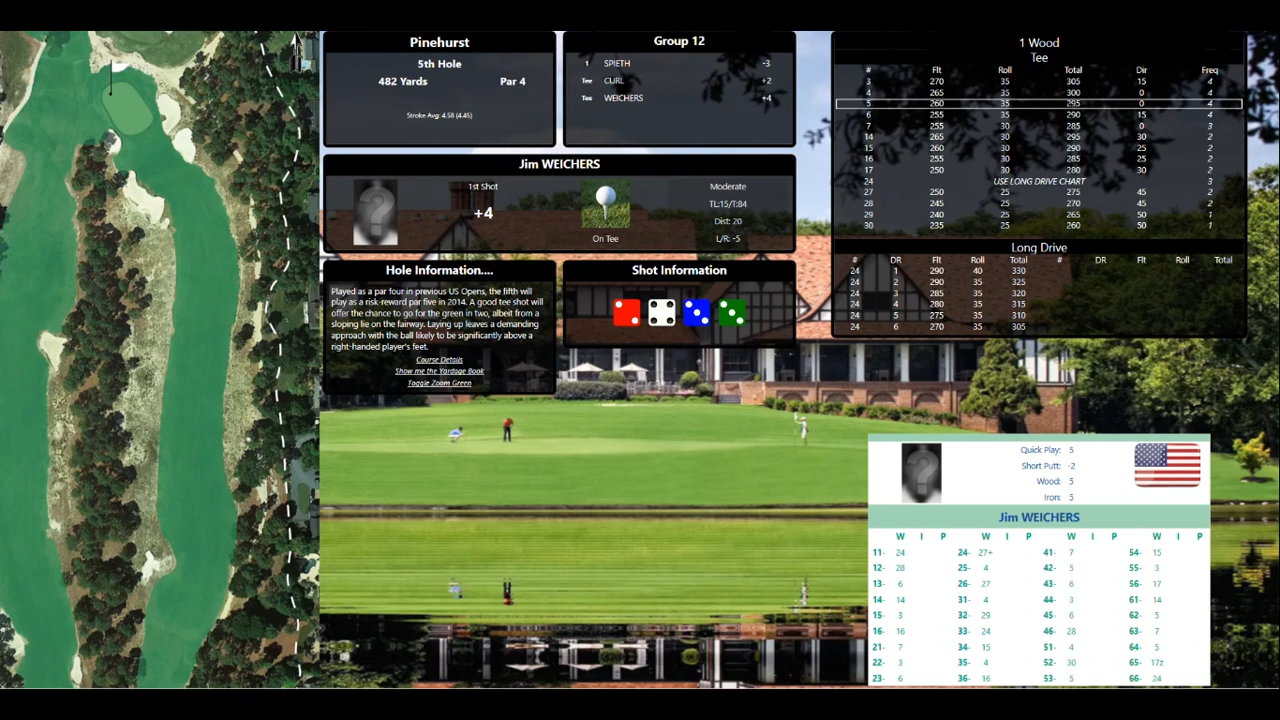 Pinehurst
5th Hole
482 Yards Par 4
Stroke Avg: 4.58 (4.45)
Group 12
1 SPIETH -3
Tee CURL +2
Tee WEICHERS +4
Jim WEICHERS
1st Shot
+4
On Tee
Moderate
TL:15/T:84
Dist: 20
L/R: -5
Hole Information....
Played as a par four in previous US Opens, the fifth will
play as a risk-reward par five in 2014. A good tee shot will
offer the chance to go for the green in two, albeit from a
sloping lie on the fairway. Laying up leaves a demanding
approach with the ball likely to be significantly above a
right-handed player's feet.
Course Details
Show me the Yardage Book
Toggle Zoom Green
Shot Information
1 Wood
Tee
# Flt Roll Total Dir Freq
3 270 35 305 15 4
4 265 35 300 0 4
5 260 35 295 0 4
6 255 35 290 15 4
7 255 30 285 0 3
14 265 35 300 30 2
15 260 30 290 25 2
16 255 30 285 25 2
17 250 30 280 30 2
24 USE LONG DRIVE CHART 3
27 250 25 275 45 2
28 245 25 270 45 2
29 240 25 265 50 1
30 235 25 260 50 1
Long Drive
# DR Flt Roll Total # DR Flt Roll Total
24 1 290 40 330
24 2 290 35 325
24 3 285 35 320
24 4 280 35 315
24 5 275 35 310
24 6 270 35 305
Quick Play: 5
Short Putt: -2
Wood: 5
Iron: 5
Jim WEICHERS
W I P W I P W I P W I P
11- 24 24- 27+ 41- 7 54- 15
12- 28 25- 4 42- 5 55- 3
13- 6 26- 27 43- 6 56- 17
14- 14 31- 4 44- 3 61- 14
15- 3 32- 29 45- 6 62- 5
16- 16 33- 24 46- 28 63- 7
21- 7 34- 15 51- 4 64- 5
22- 3 35- 4 52- 30 65- 17z
23- 6 36- 16 53- 5 66- 24